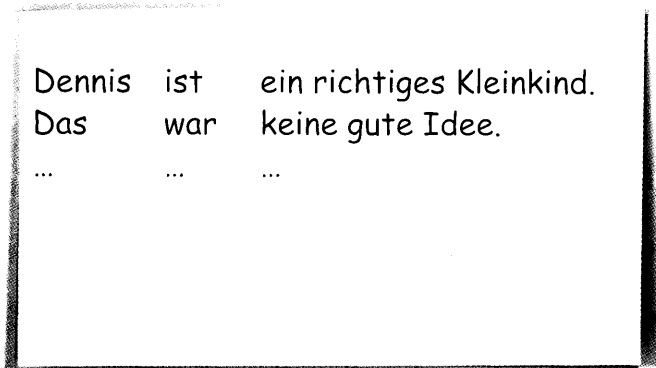 Dennis ist ein richtiges Kleinkind.
Das war keine gute Idee.
... ... ...